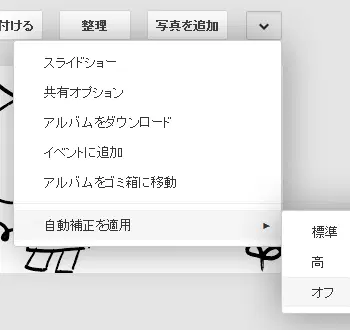 付ける 整理 写真を追加
スライドショー
共有オプション
アルバムをダウンロード
イベントに追加
アルバムをゴミ箱に移動
自動補正を適用
標準
高
オフ